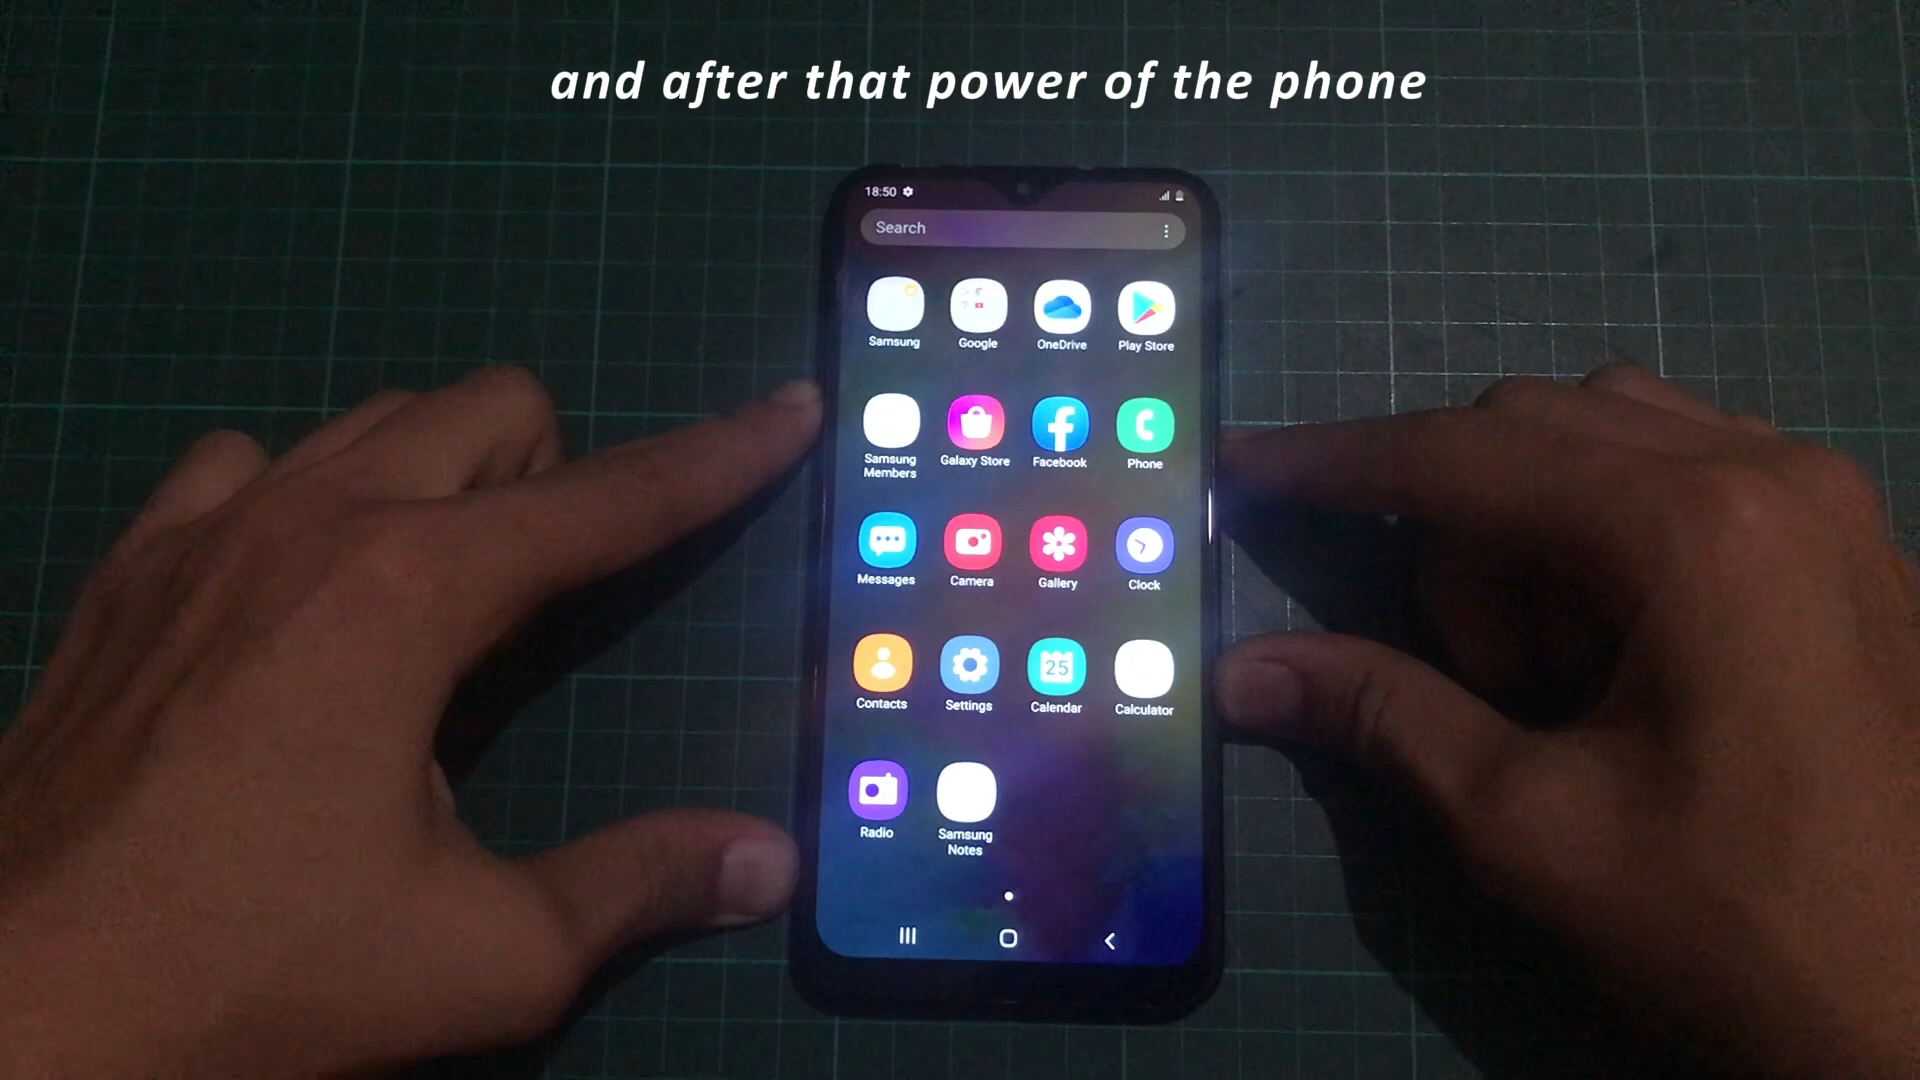 and after that power of the phone
18:50
Search
Samsung
Google
OneDrive
Play Store
Samsung
Members
Galaxy Store
Facebook
Phone
Messages
Camera
Gallery
Clock
Contacts
Settings
25
Calendar
Calculator
Radio
Samsung
Notes